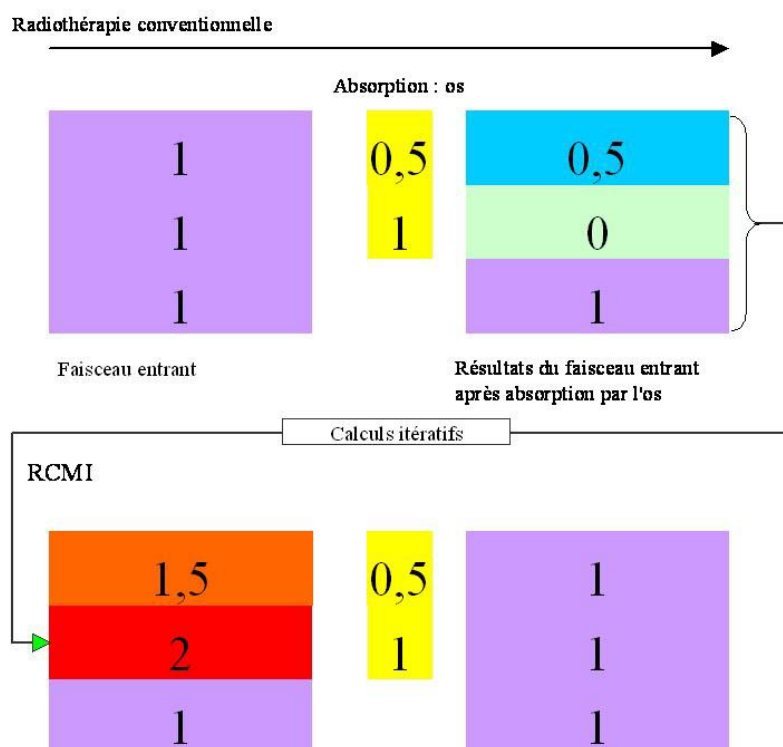 Radiothérapie conventionnelle
Absorption : os
1 0,5 0,5
1 1 0
1 1
Faisceau entrant
Résultats du faisceau entrant
après absorption par l'os
Calculs itératifs
RCMI
1,5 0,5 1
2 1 1
1 1